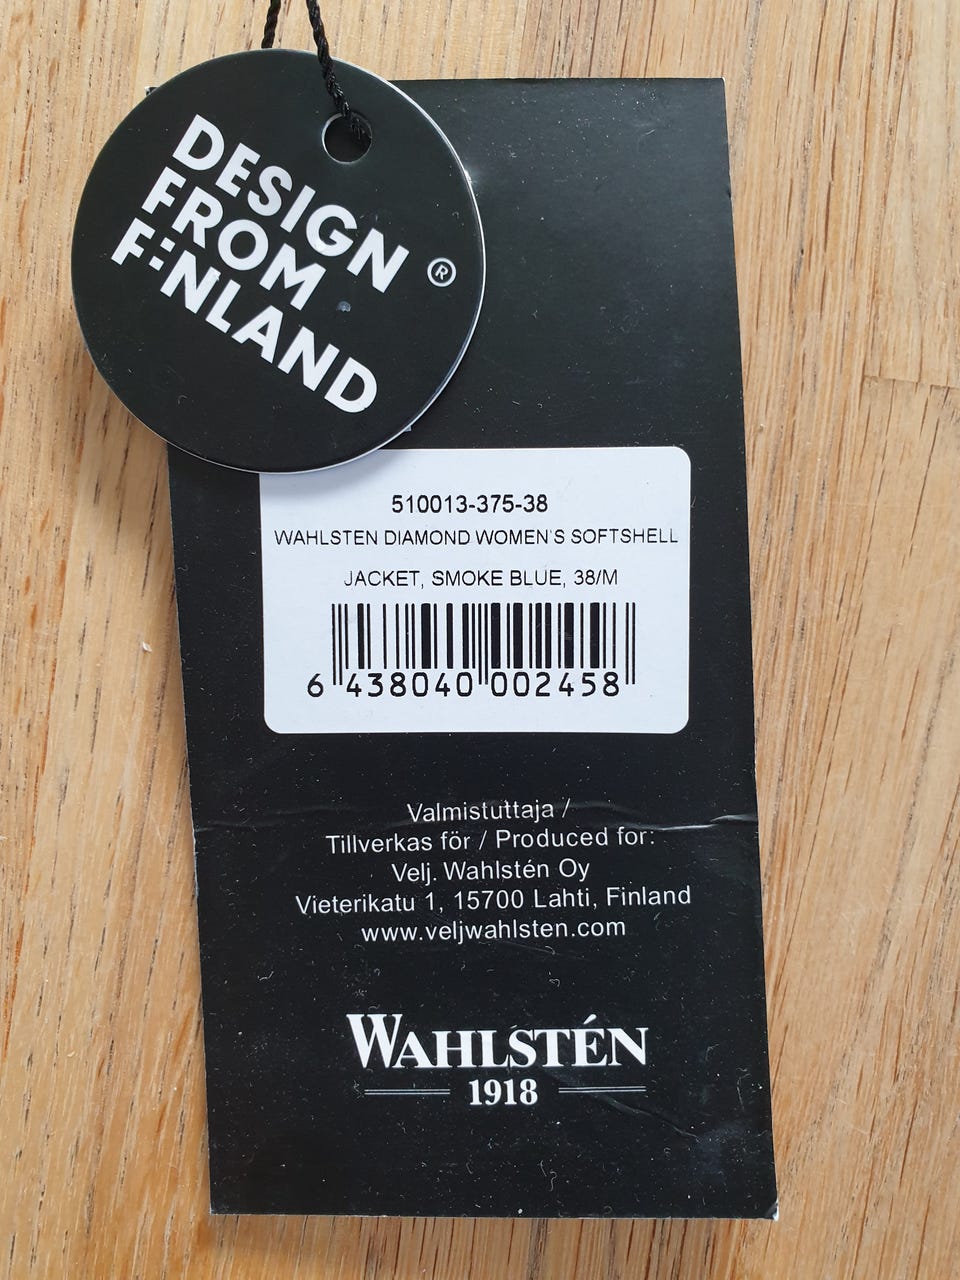 DESIGN
FROM
FINLAND
®
510013-375-38
WAHLSTEN DIAMOND WOMEN'S SOFTSHELL
JACKET, SMOKE BLUE, 38/M
6 438040 002458
Valmistuttaja /
Tillverkas för / Produced for:
Velj. Wahlstén Oy
Vieterikatu 1, 15700 Lahti, Finland
www.veljwahlsten.com
WAHLSTÉN
1918